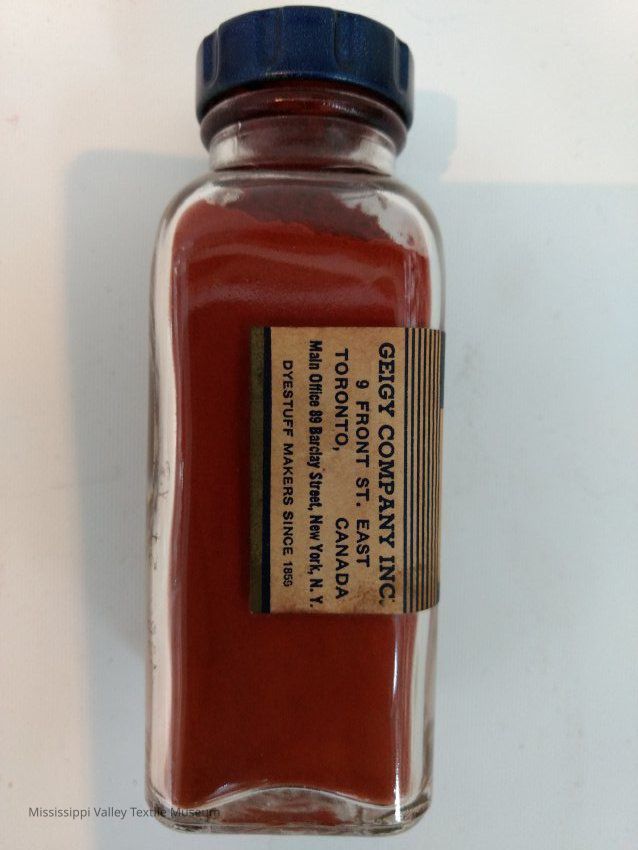 GEIGY COMPANY INC.
9 FRONT ST. EAST
TORONTO, CANADA
Main Office 89 Barclay Street, New York, N. Y.
DYESTUFF MAKERS SINCE 1859
Mississippi Valley Textile Museum